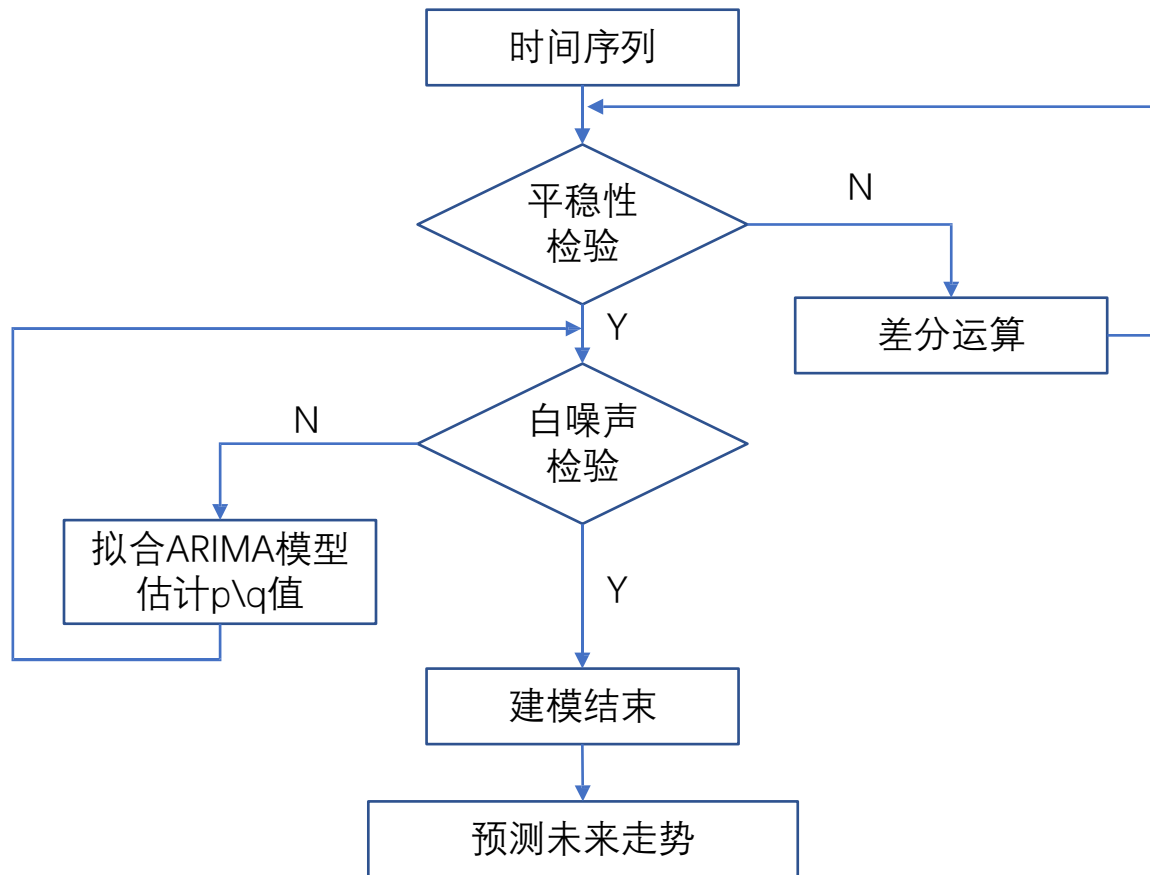 时间序列
平稳性
检验
N
Y
差分运算
白噪声
检验
N
拟合ARIMA模型
估计p\q值
Y
建模结束
预测未来走势